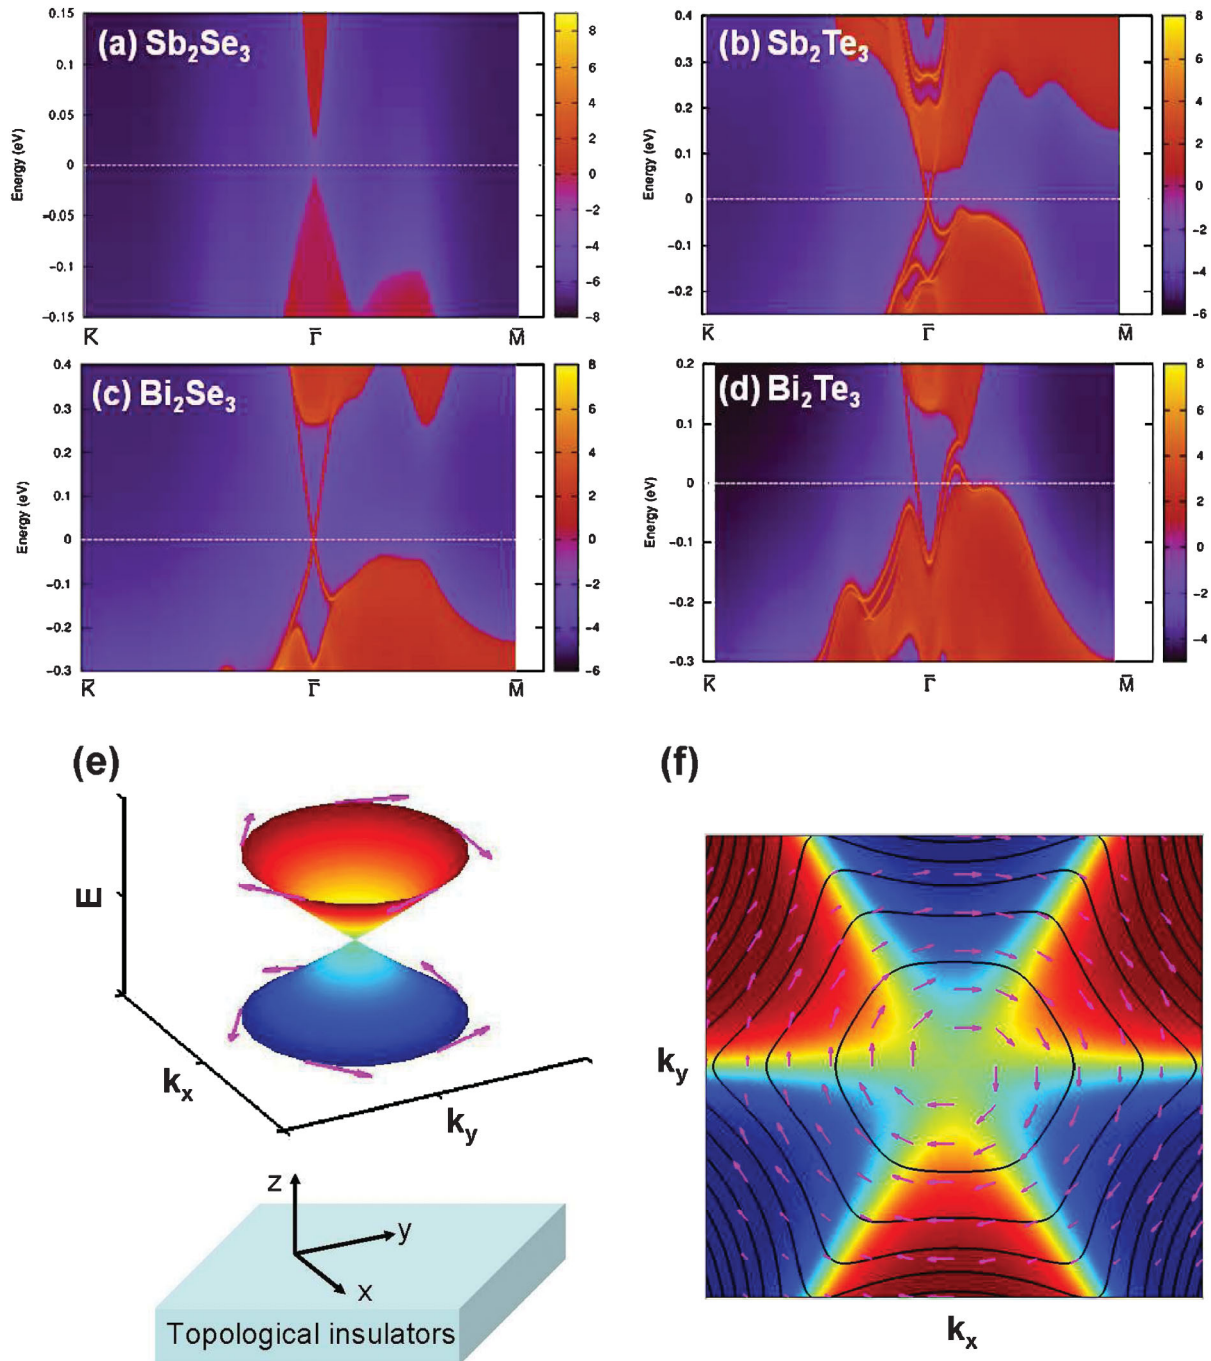 (a) Sb₂Se₃
Energy (eV)
0.15
0.1
0.05
0
-0.05
-0.1
-0.15
K̄
Γ̄
M̄
8
6
4
2
0
-2
-4
-6
-8
(b) Sb₂Te₃
Energy (eV)
0.4
0.3
0.2
0.1
0
-0.1
-0.2
K̄
Γ̄
M̄
8
6
4
2
0
-2
-4
-6
(c) Bi₂Se₃
Energy (eV)
0.4
0.3
0.2
0.1
0
-0.1
-0.2
-0.3
K̄
Γ̄
M̄
8
6
4
2
0
-2
-4
-6
(d) Bi₂Te₃
Energy (eV)
0.2
0.1
0
-0.1
-0.2
-0.3
K̄
Γ̄
M̄
8
6
4
2
0
-2
-4
(e)
E
kₓ
k_y
z
y
x
Topological insulators
(f)
k_y
kₓ